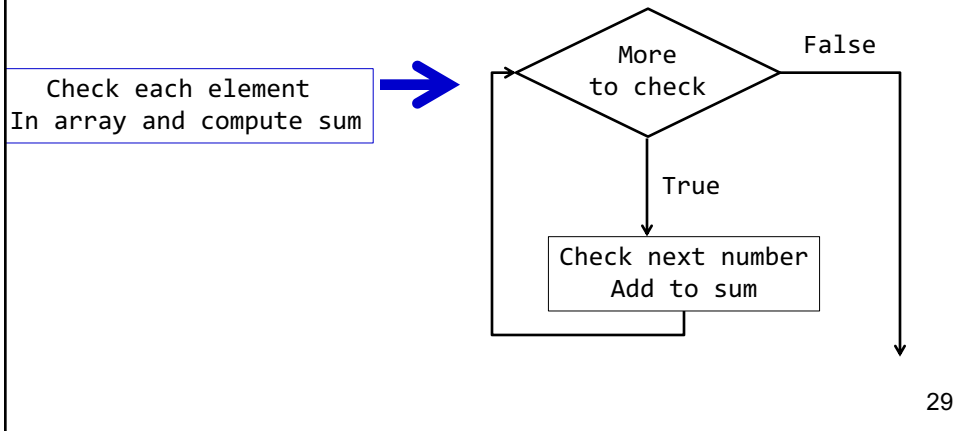 Check each element
In array and compute sum
More
to check
False
True
Check next number
Add to sum
29